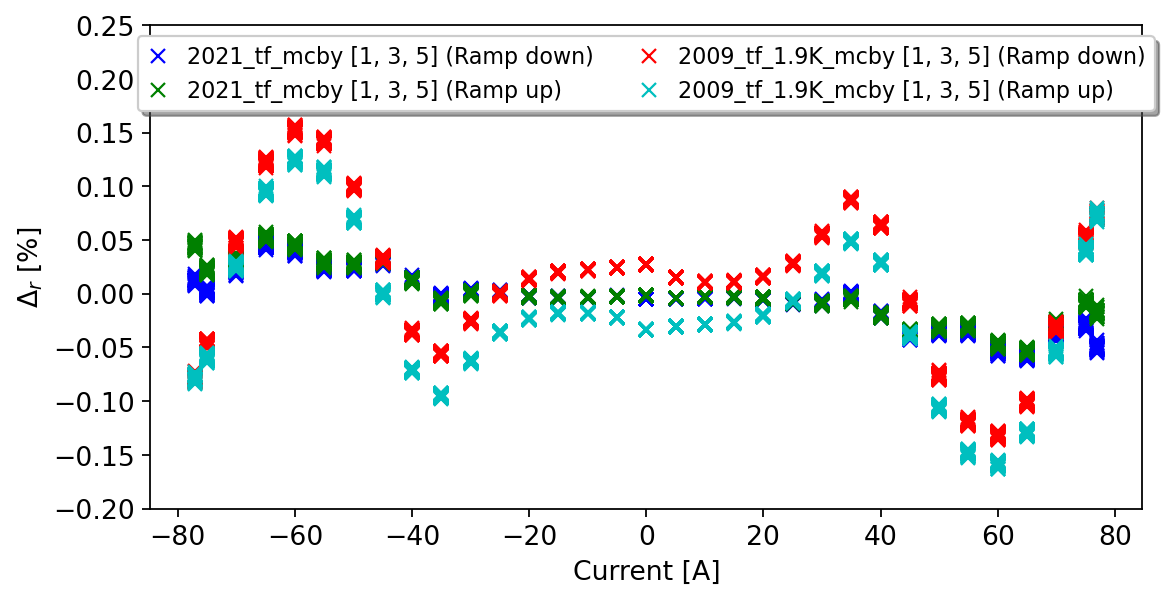 0.25
0.20
0.15
0.10
0.05
0.00
−0.05
−0.10
−0.15
−0.20
Δr [%]
2021_tf_mcby [1, 3, 5] (Ramp down)
2021_tf_mcby [1, 3, 5] (Ramp up)
2009_tf_1.9K_mcby [1, 3, 5] (Ramp down)
2009_tf_1.9K_mcby [1, 3, 5] (Ramp up)
−80 −60 −40 −20 0 20 40 60 80
Current [A]